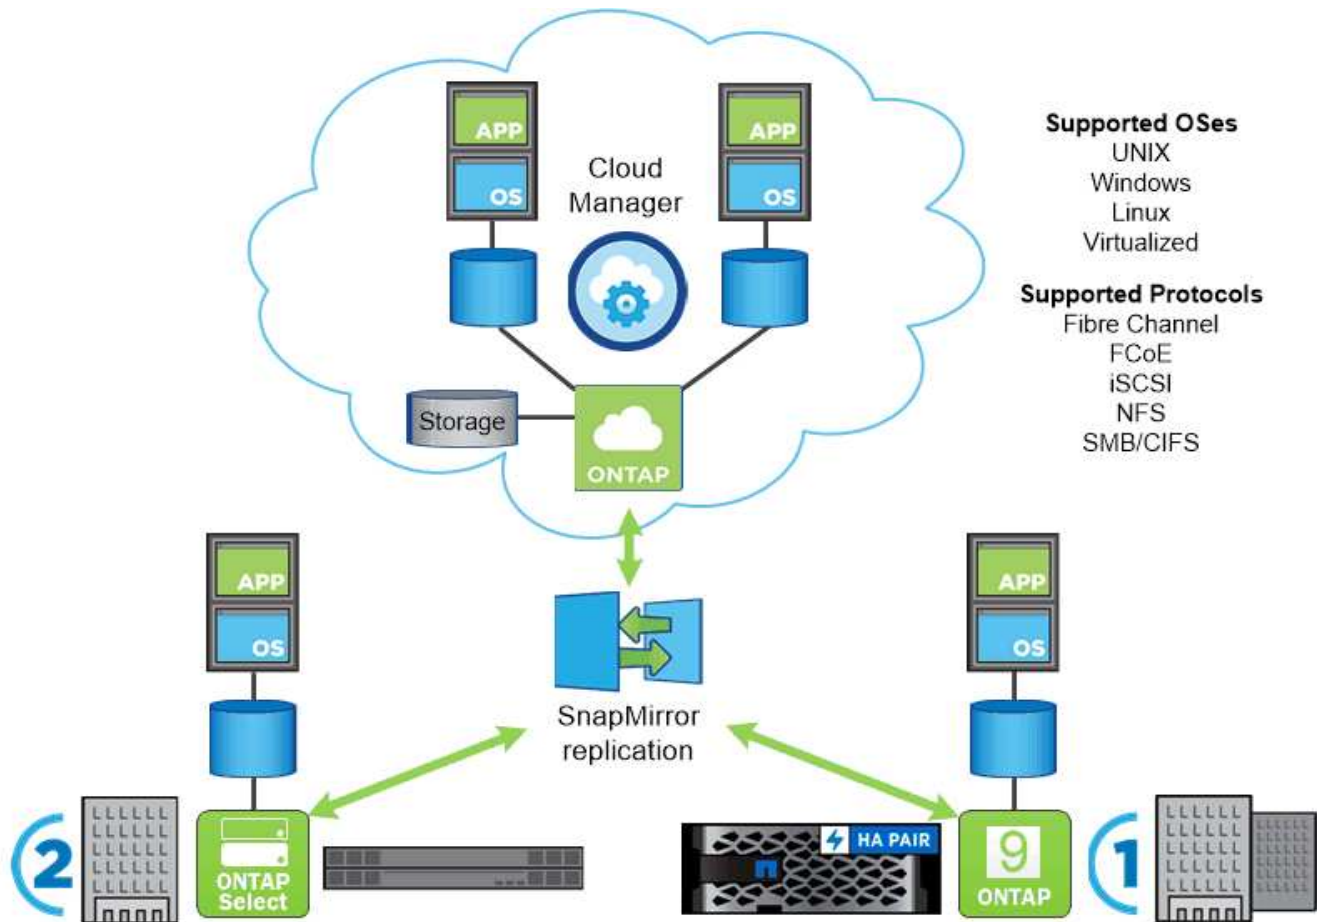 APP
OS
APP
OS
Cloud
Manager
Storage
ONTAP
Supported OSes
UNIX
Windows
Linux
Virtualized
Supported Protocols
Fibre Channel
FCoE
iSCSI
NFS
SMB/CIFS
APP
OS
SnapMirror
replication
APP
OS
2
ONTAP
Select
HA PAIR
9
ONTAP
1